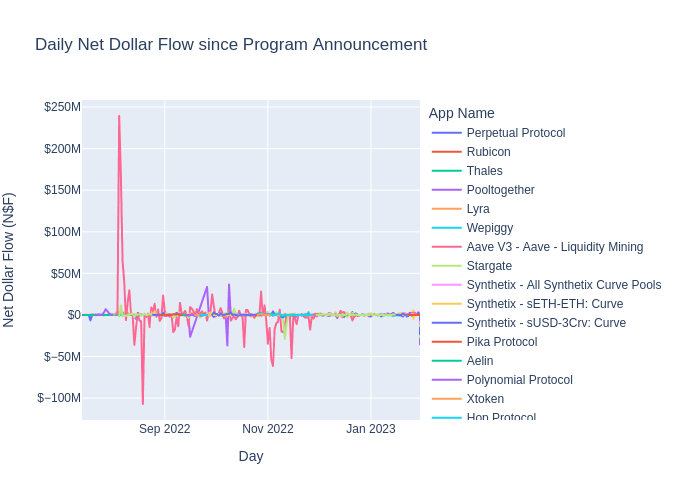 Daily Net Dollar Flow since Program Announcement
$250M
$200M
$150M
$100M
$50M
$0
$−50M
$−100M
Net Dollar Flow (N$F)
Sep 2022
Nov 2022
Jan 2023
Day
App Name
Perpetual Protocol
Rubicon
Thales
Pooltogether
Lyra
Wepiggy
Aave V3 - Aave - Liquidity Mining
Stargate
Synthetix - All Synthetix Curve Pools
Synthetix - sETH-ETH: Curve
Synthetix - sUSD-3Crv: Curve
Pika Protocol
Aelin
Polynomial Protocol
Xtoken
Hop Protocol